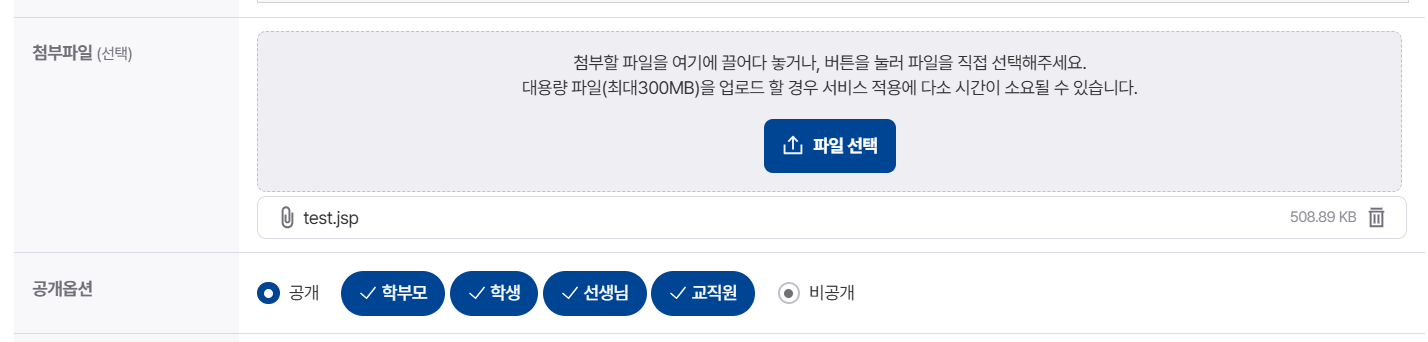 첨부파일 (선택)
첨부할 파일을 여기에 끌어다 놓거나, 버튼을 눌러 파일을 직접 선택해주세요.
대용량 파일(최대300MB)을 업로드 할 경우 서비스 적용에 다소 시간이 소요될 수 있습니다.
파일 선택
test.jsp 508.89 KB
공개옵션 공개 학부모 학생 선생님 교직원 비공개